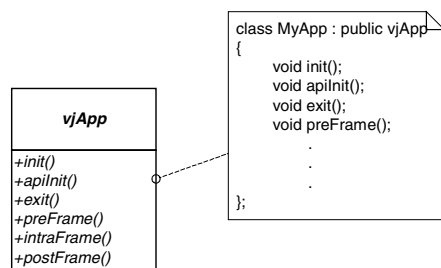 vjApp
+init()
+apiInit()
+exit()
+preFrame()
+intraFrame()
+postFrame()
class MyApp : public vjApp
{
void init();
void apiInit();
void exit();
void preFrame();
.
.
.
};